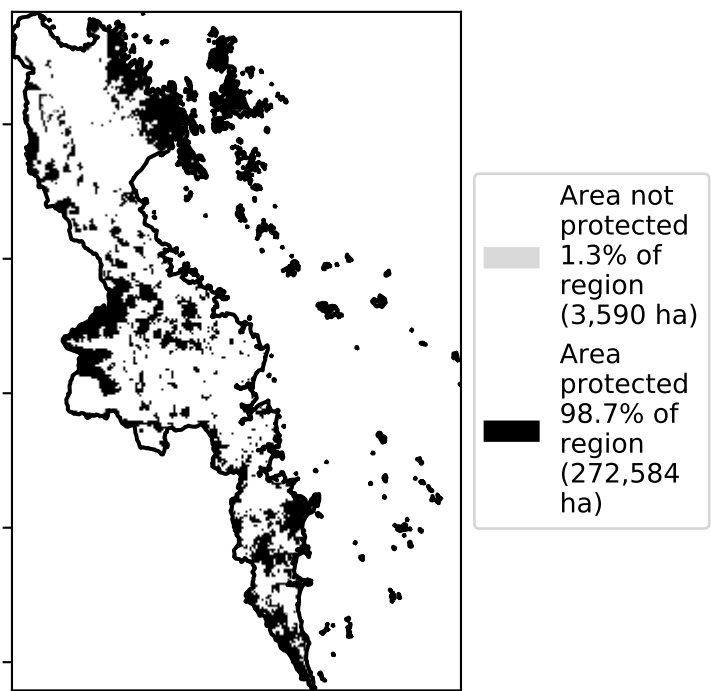 Area not
protected
1.3% of
region
(3,590 ha)
Area
protected
98.7% of
region
(272,584
ha)